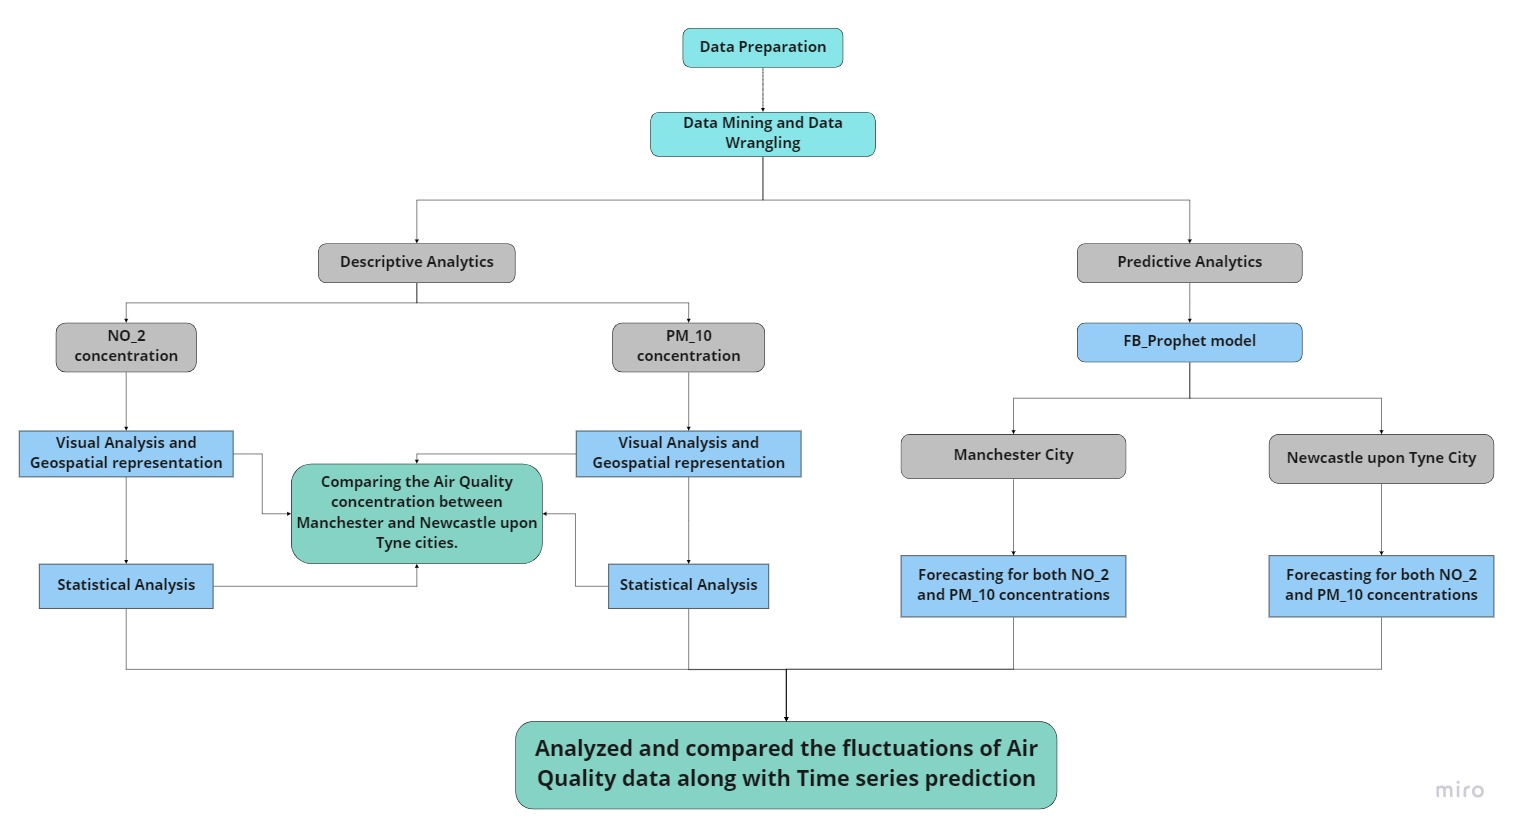 Data Preparation
Data Mining and Data
Wrangling
Descriptive Analytics
Predictive Analytics
NO_2
concentration
PM_10
concentration
FB_Prophet model
Visual Analysis and
Geospatial representation
Visual Analysis and
Geospatial representation
Manchester City
Newcastle upon Tyne City
Comparing the Air Quality
concentration between
Manchester and Newcastle upon
Tyne cities.
Statistical Analysis
Statistical Analysis
Forecasting for both NO_2
and PM_10 concentrations
Forecasting for both NO_2
and PM_10 concentrations
Analyzed and compared the fluctuations of Air
Quality data along with Time series prediction
miro